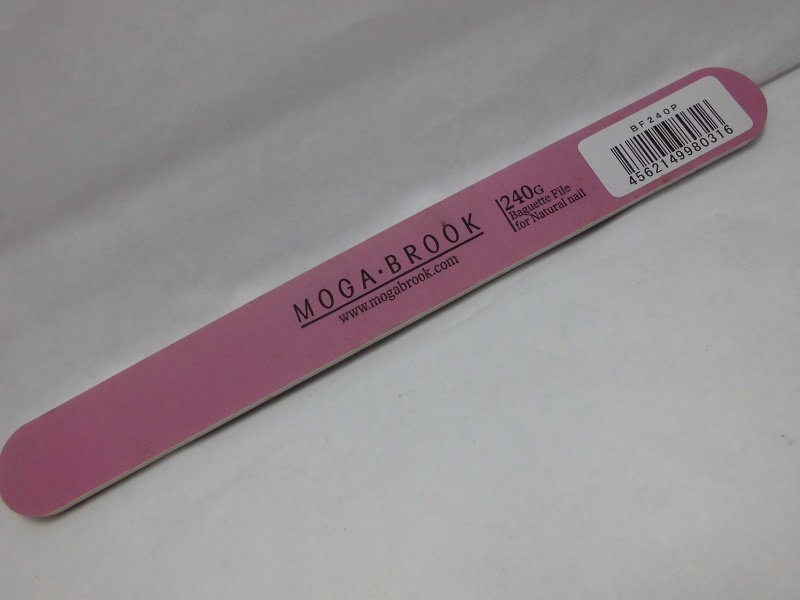 MOGA·BROOK
www.mogabrook.com
240G
Baguette File
for Natural nail
BF240P
4562149980316